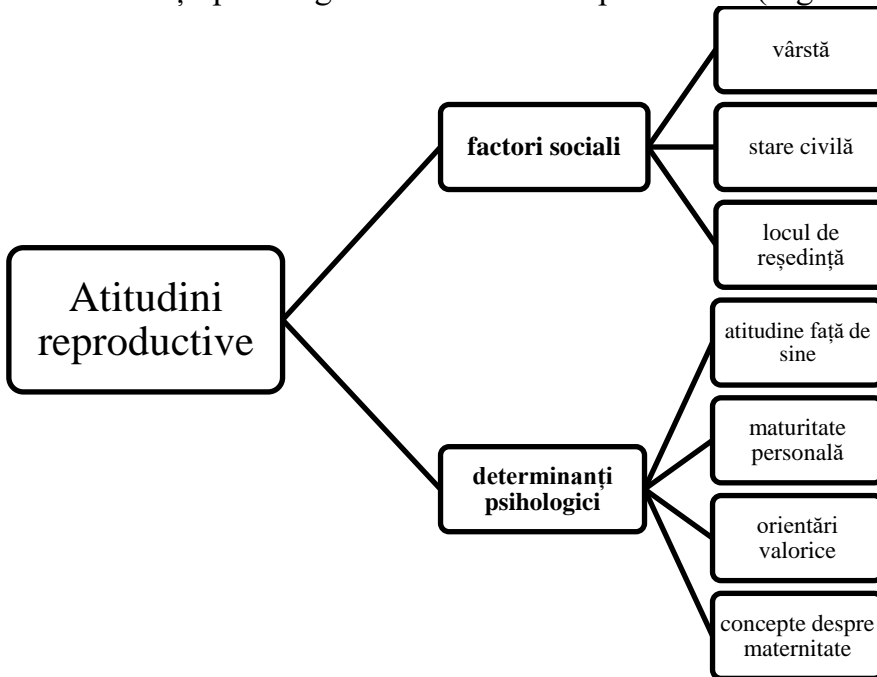 vârstă
factori sociali
stare civilă
locul de
reședință
Atitudini
reproductive
atitudine față de
sine
maturitate
personală
determinanți
psihologici
orientări
valorice
concepte despre
maternitate